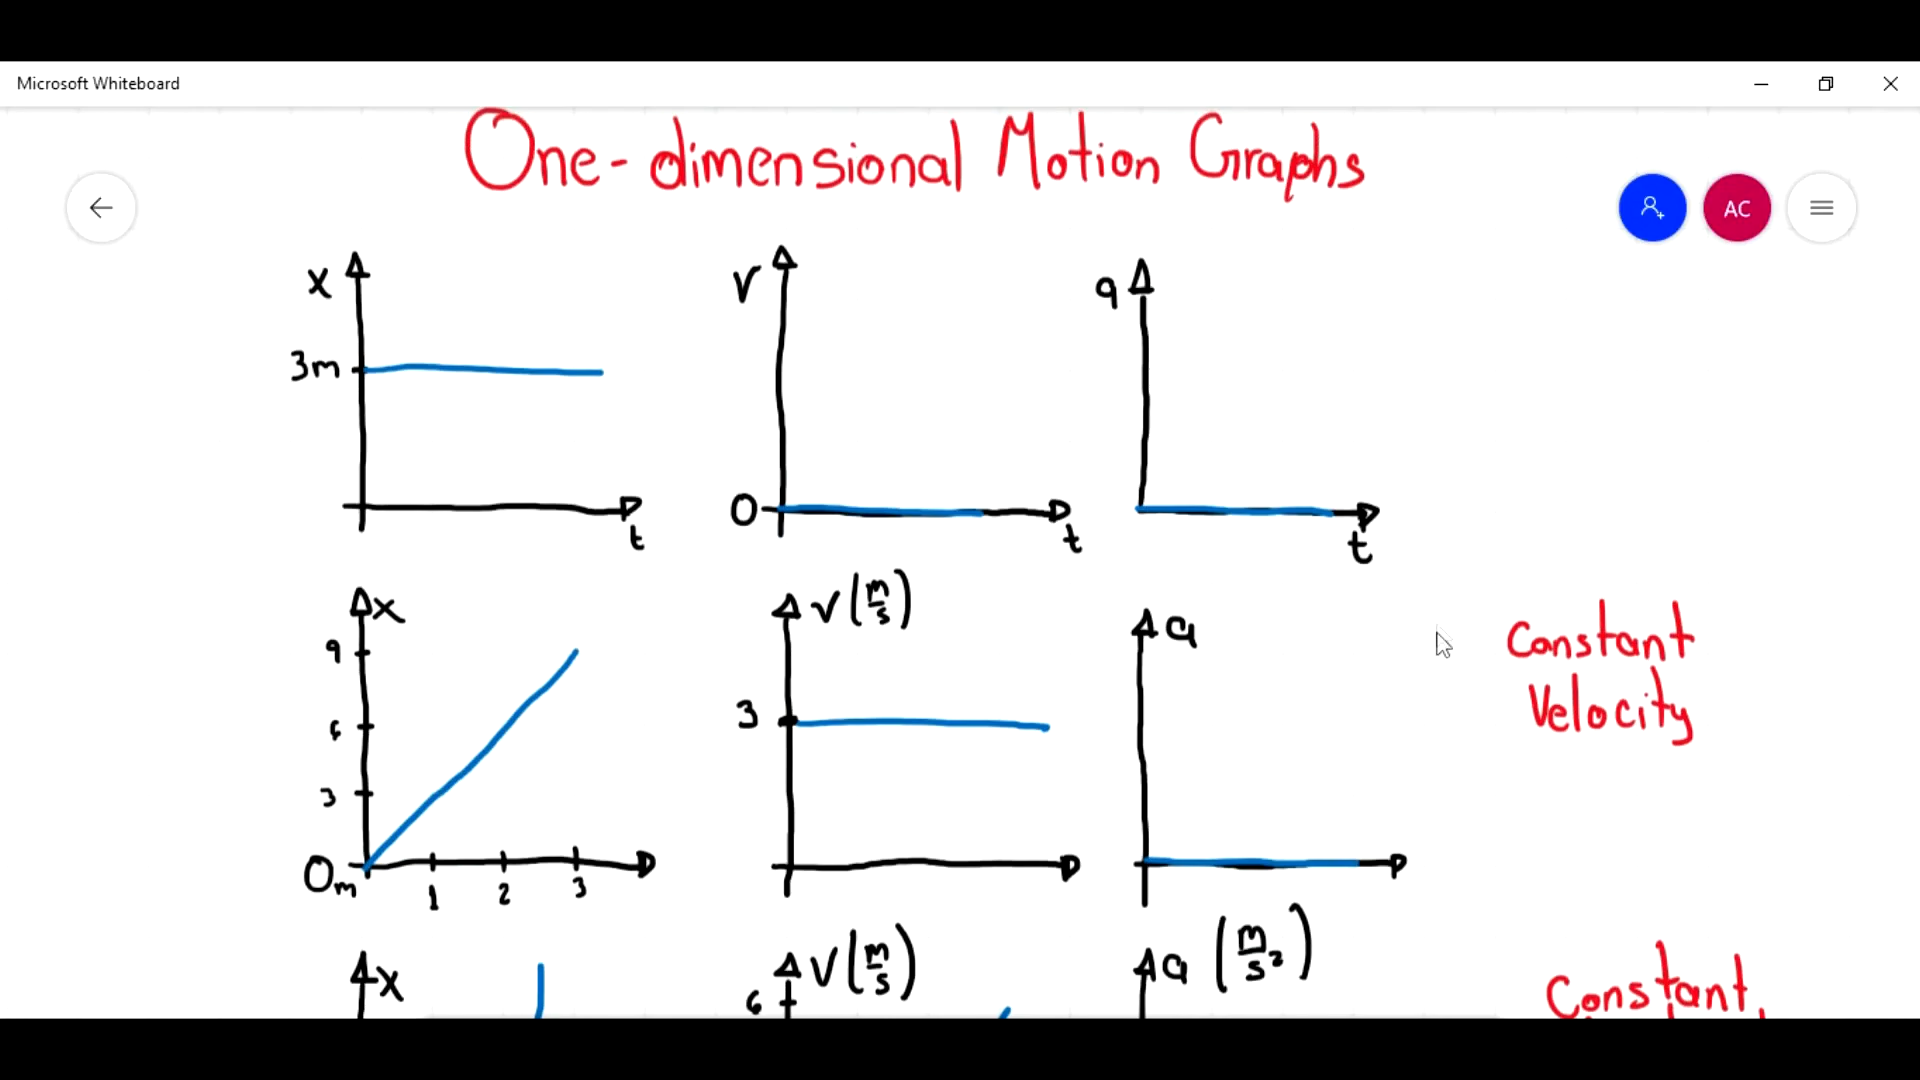 Microsoft Whiteboard
One-dimensional Motion Graphs
AC
x
V
a
3m
0
t
t
t
x
V(m/s)
a
9
6
3
0m
1
2
3
3
Constant
Velocity
x
V(m/s)
6
a (m/s²)
Constant